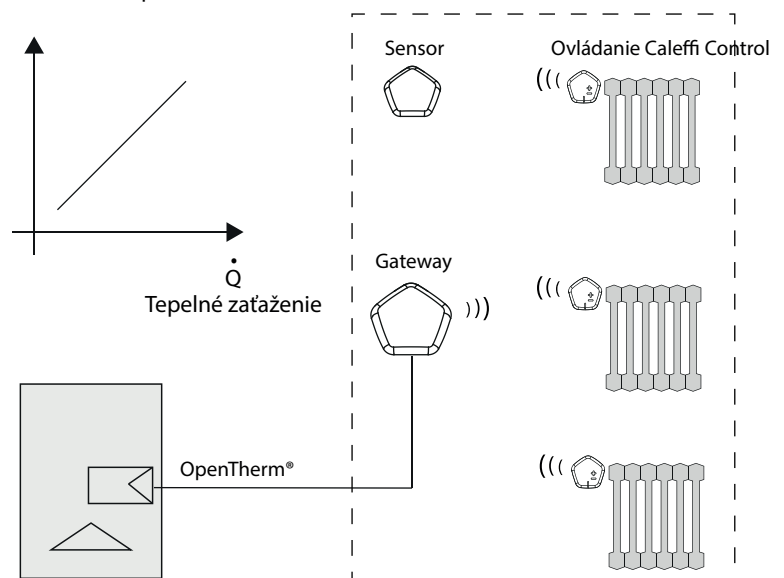 Sensor
Ovládanie Caleffi Control
Gateway
Q̇
Tepelné zaťaženie
OpenTherm®